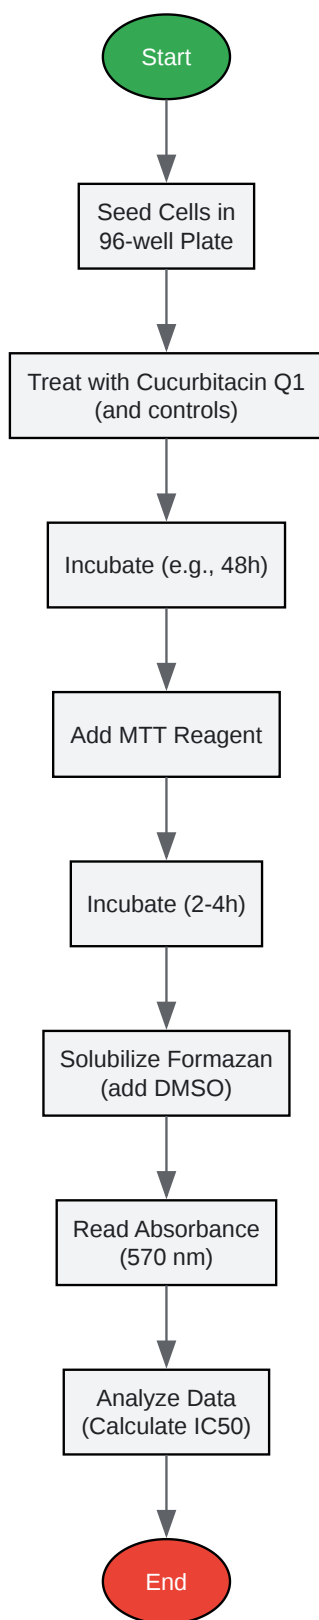 Start
Seed Cells in
96-well Plate
Treat with Cucurbitacin Q1
(and controls)
Incubate (e.g., 48h)
Add MTT Reagent
Incubate (2-4h)
Solubilize Formazan
(add DMSO)
Read Absorbance
(570 nm)
Analyze Data
(Calculate IC50)
End